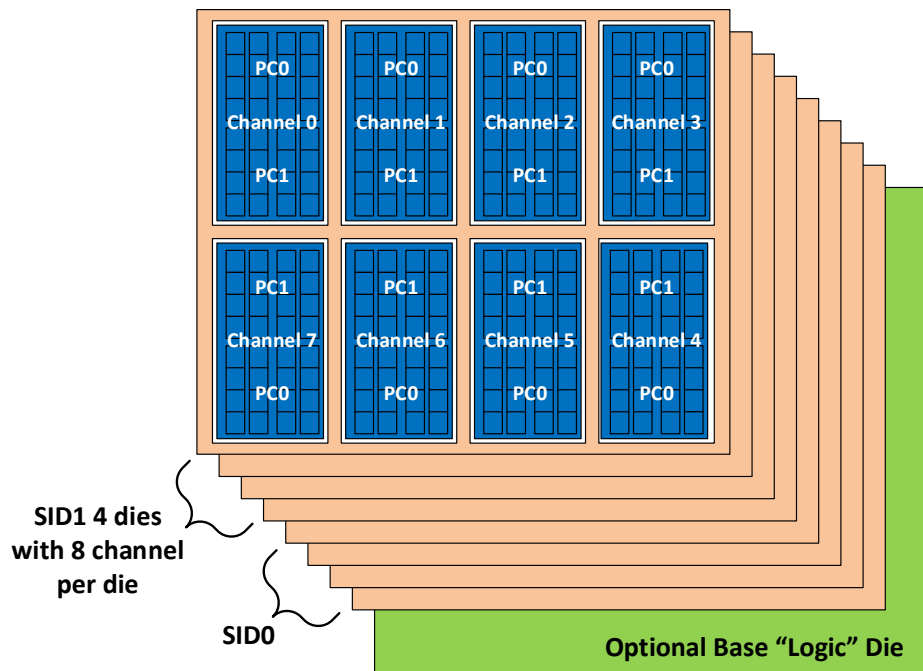 PC0 PC0 PC0 PC0
Channel 0 Channel 1 Channel 2 Channel 3
PC1 PC1 PC1 PC1
PC1 PC1 PC1 PC1
Channel 7 Channel 6 Channel 5 Channel 4
PC0 PC0 PC0 PC0
SID1 4 dies
with 8 channel
per die
SID0
Optional Base “Logic” Die